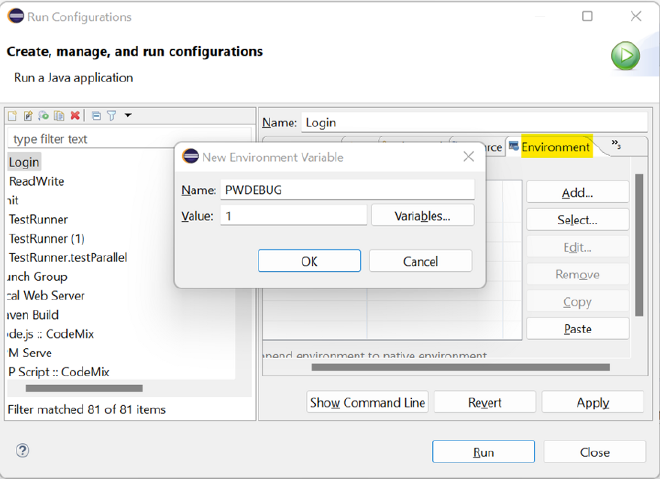 Run Configurations
Create, manage, and run configurations
Run a Java application
type filter text
Login
ReadWrite
TestRunner
TestRunner (1)
TestRunner.testParallel
unch Group
cal Web Server
aven Build
de.js :: CodeMix
M Serve
P Script :: CodeMix
Filter matched 81 of 81 items
Name: Login
rce
Environment
»5
New Environment Variable
Name: PWDEBUG
Value: 1
Variables...
OK
Cancel
Add...
Select...
Edit...
Remove
Copy
Paste
pend environment to native environment
Show Command Line
Revert
Apply
Run
Close